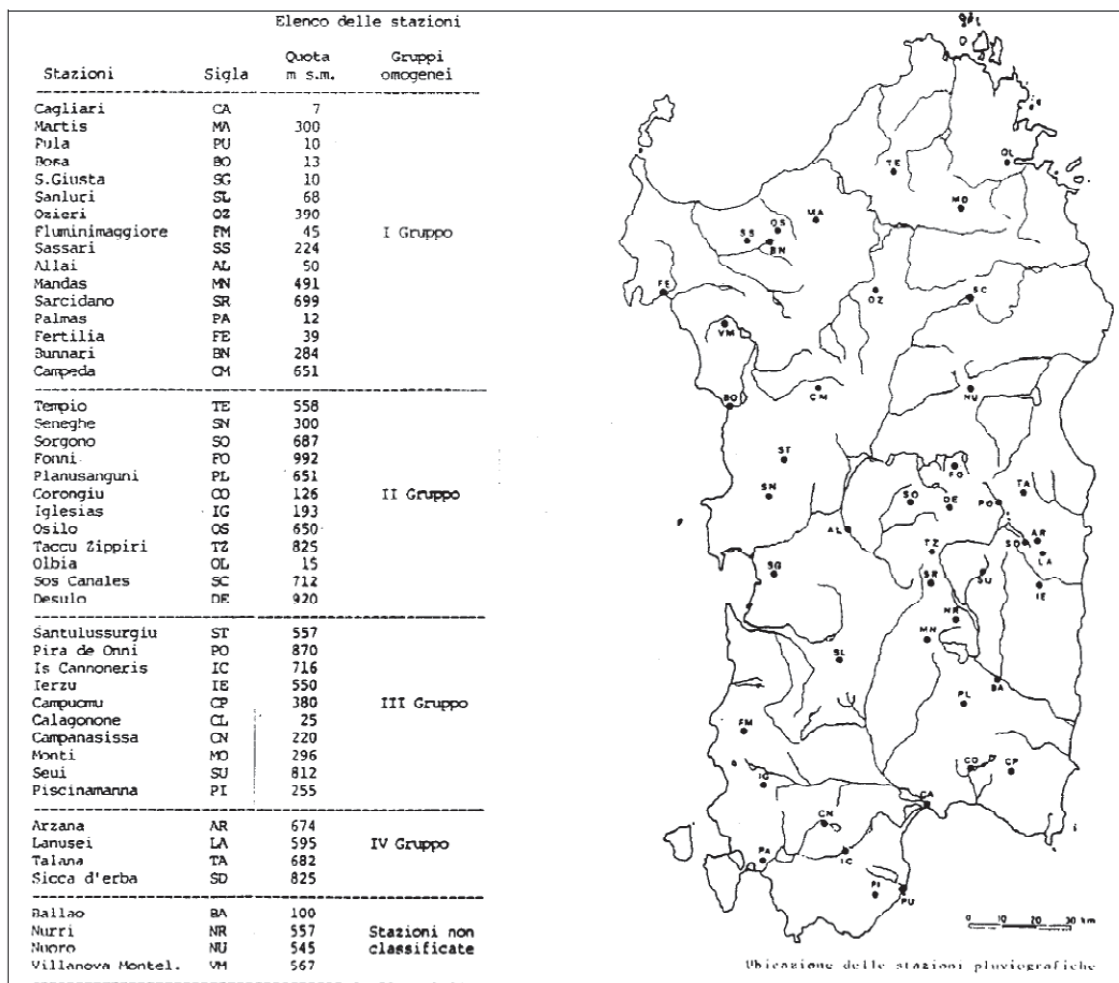 Elenco delle stazioni
Stazioni Sigla Quota m s.m. Gruppi omogenei
Cagliari CA 7
Martis MA 300
Pula PU 10
Bosa BO 13
S.Giusta SG 10
Sanluri SL 68
Ozieri OZ 390
Fluminimaggiore FM 45 I Gruppo
Sassari SS 224
Allai AL 50
Mandas MN 491
Sarcidano SR 699
Palmas PA 12
Fertilia FE 39
Bunnari BN 284
Campeda CM 651
Tempio TE 558
Seneghe SN 300
Sorgono SO 687
Fonni FO 992
Planusanguni PL 651
Corongiu CO 126 II Gruppo
Iglesias IG 193
Osilo OS 650
Taccu Zippiri TZ 825
Olbia OL 15
Sos Canales SC 712
Desulo DE 920
Santulussurgiu ST 557
Pira de Onni PO 870
Is Cannoneris IC 716
Ierzu IE 550
Campuomu CP 380 III Gruppo
Calagonone CL 25
Campanasissa CN 220
Monti MO 296
Seui SU 812
Piscinamanna PI 255
Arzana AR 674
Lanusei LA 595 IV Gruppo
Talana TA 682
Sicca d'erba SD 825
Ballao BA 100
Nurri NR 557 Stazioni non
Nuoro NU 545 classificate
Villanova Montel. VM 567
OL
TE
MO
MA
OS
SS
BN
FE
OZ
SC
VM
CM
NU
BO
ST
FO
SN
SO
DE
PO
TA
AL
TZ
SD
AR
LA
SG
SR
SU
IE
NR
MN
SL
BA
PL
FM
CO
CP
IG
CA
CN
PA
IC
PI
PU
0 10 20 30 km
Ubicazione delle stazioni pluviografiche